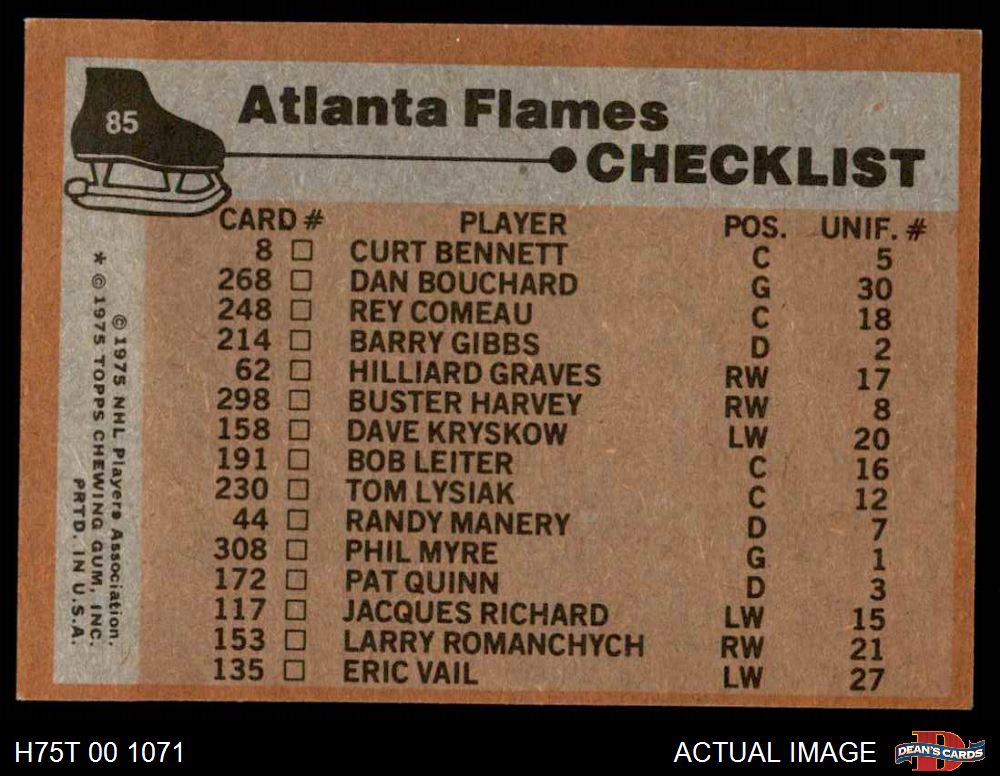 85
Atlanta Flames
CHECKLIST
CARD # PLAYER POS. UNIF. #
8 □ CURT BENNETT C 5
268 □ DAN BOUCHARD G 30
248 □ REY COMEAU C 18
214 □ BARRY GIBBS D 2
62 □ HILLIARD GRAVES RW 17
298 □ BUSTER HARVEY RW 8
158 □ DAVE KRYSKOW LW 20
191 □ BOB LEITER C 16
230 □ TOM LYSIAK C 12
44 □ RANDY MANERY D 7
308 □ PHIL MYRE G 1
172 □ PAT QUINN D 3
117 □ JACQUES RICHARD LW 15
153 □ LARRY ROMANCHYCH RW 21
135 □ ERIC VAIL LW 27
© 1975 NHL Players Association.
* © 1975 TOPPS CHEWING GUM, INC.
PRTD. IN U.S.A.
H75T 00 1071
ACTUAL IMAGE
DEAN'S CARDS